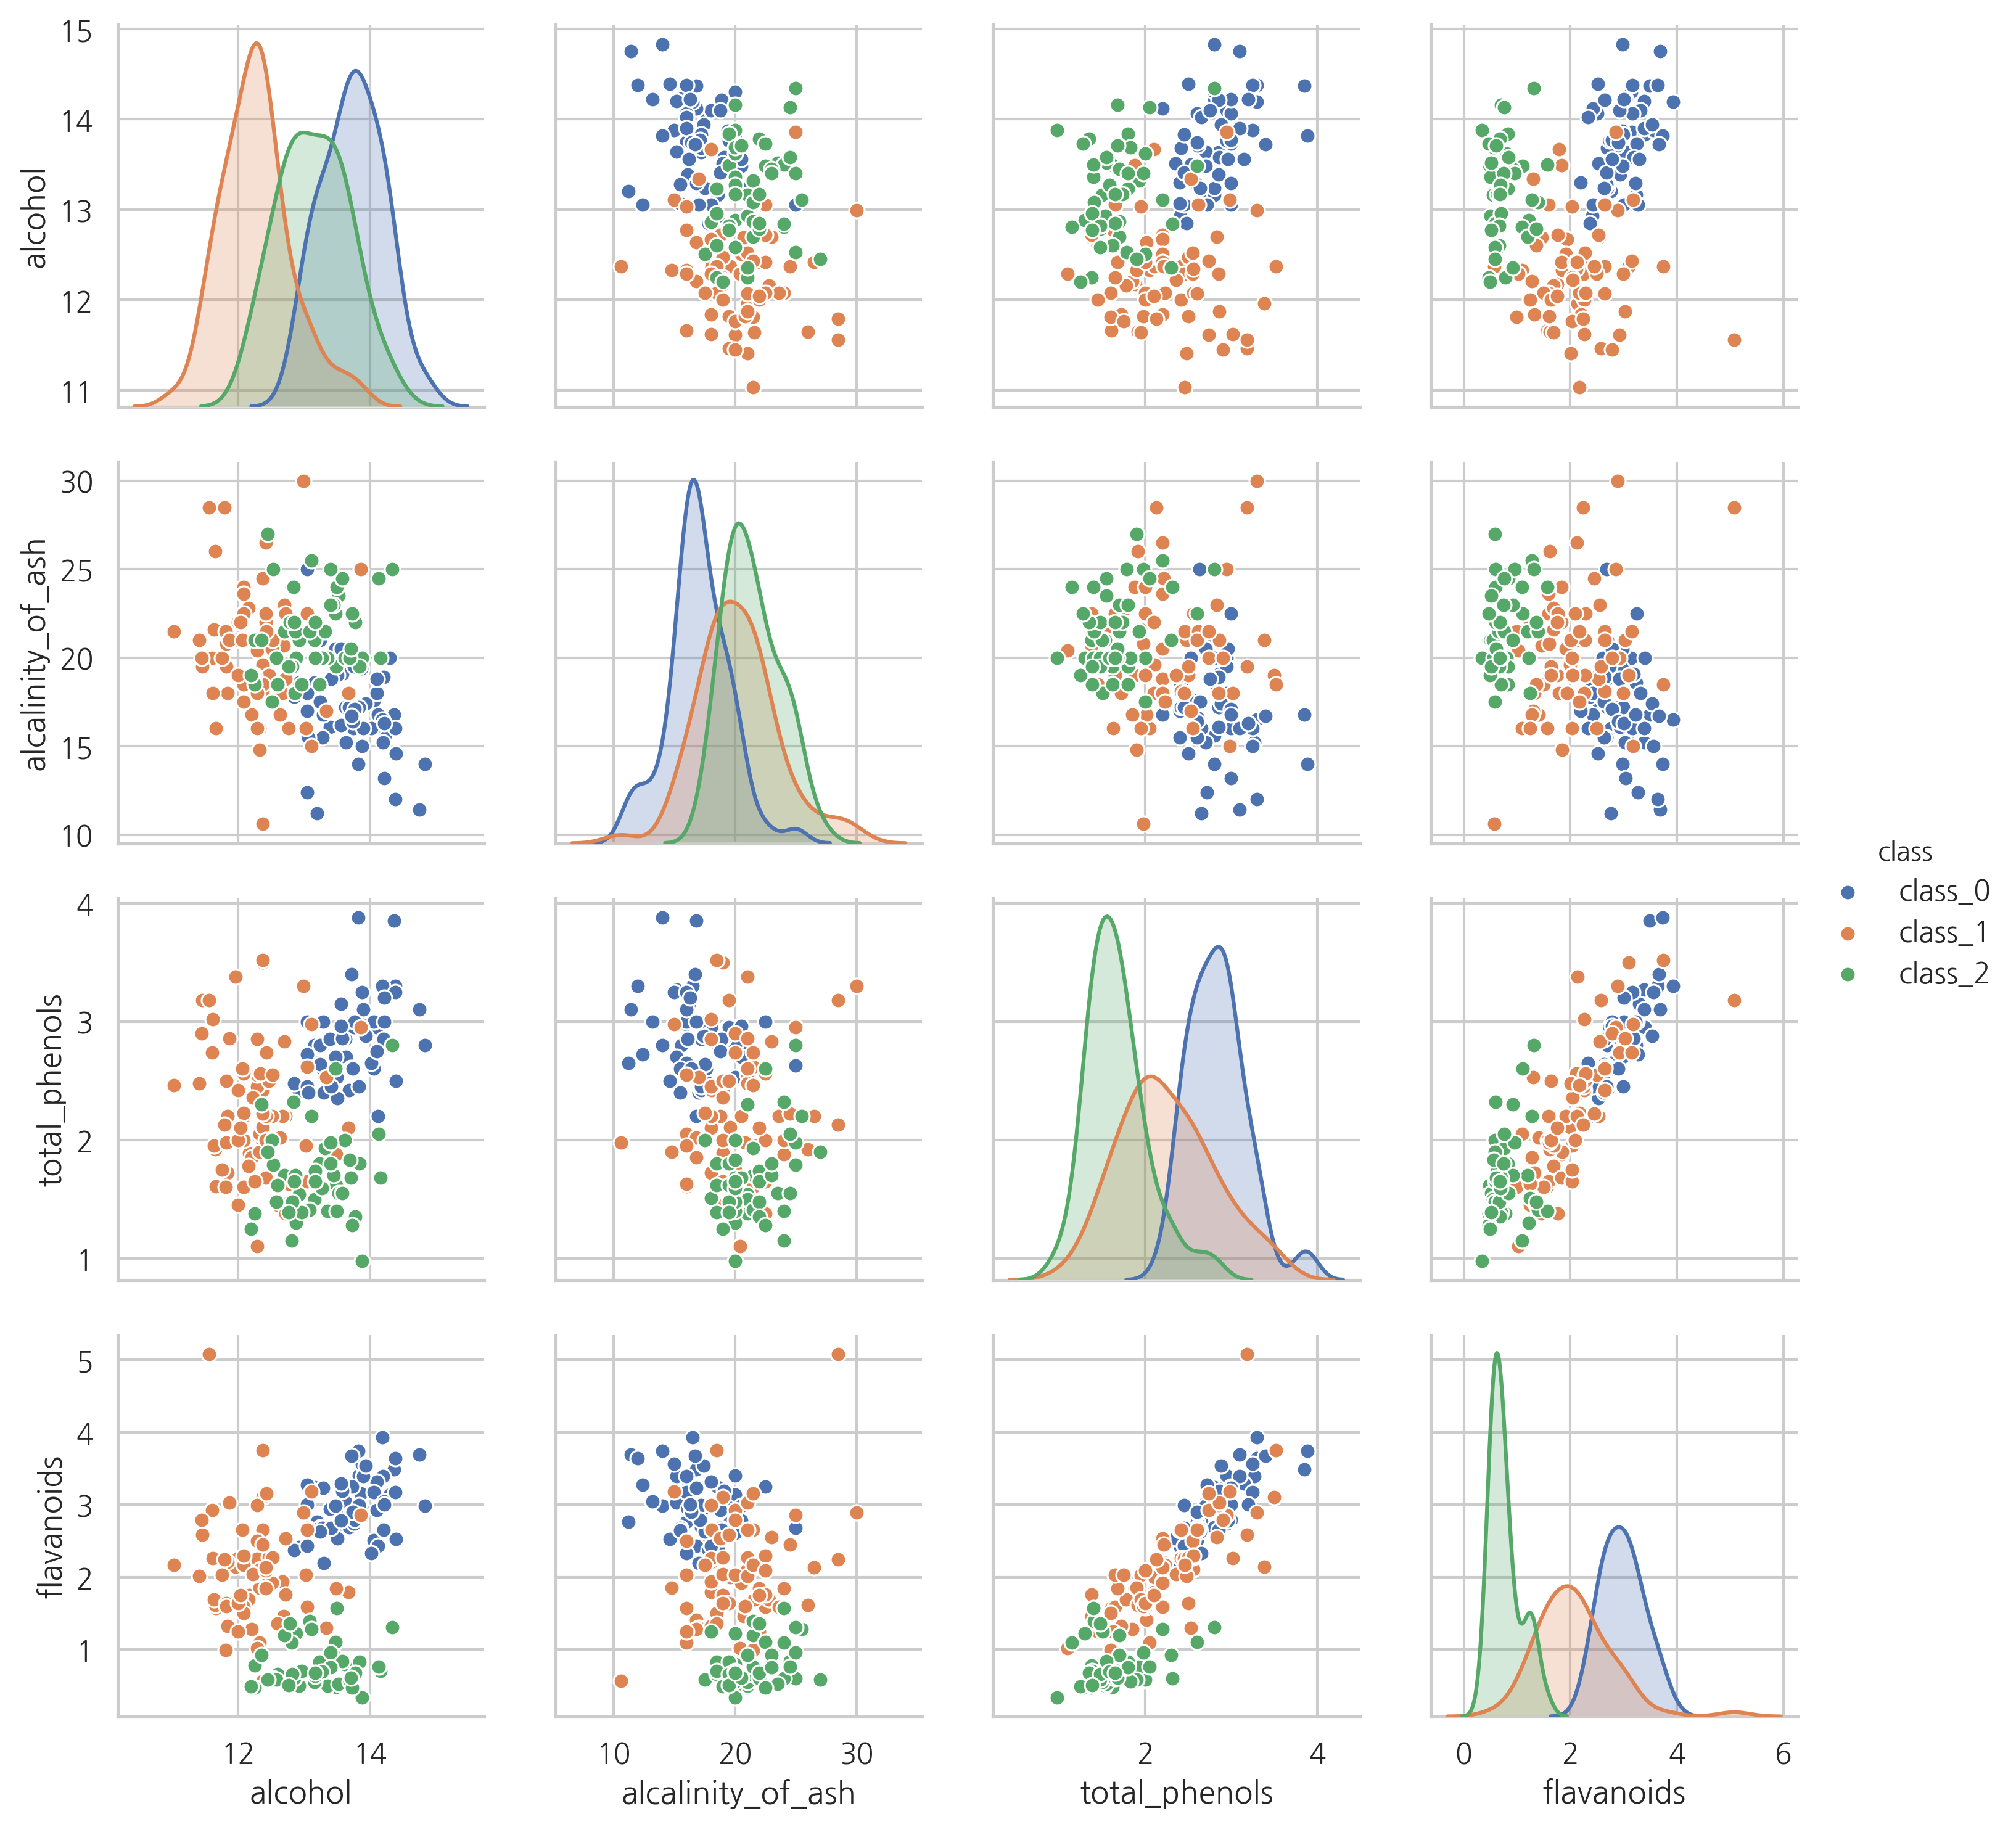 15
14
13
12
11
alcohol
30
25
20
15
10
alcalinity_of_ash
class
class_0
class_1
class_2
4
3
2
1
total_phenols
5
4
3
2
1
flavanoids
12 14
10 20 30
2 4
0 2 4 6
alcohol
alcalinity_of_ash
total_phenols
flavanoids